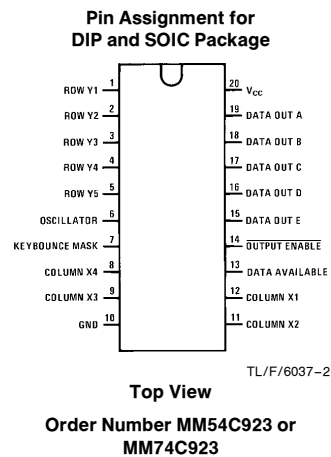 Pin Assignment for
DIP and SOIC Package
ROW Y1 1
ROW Y2 2
ROW Y3 3
ROW Y4 4
ROW Y5 5
OSCILLATOR 6
KEYBOUNCE MASK 7
COLUMN X4 8
COLUMN X3 9
GND 10
20 VCC
19 DATA OUT A
18 DATA OUT B
17 DATA OUT C
16 DATA OUT D
15 DATA OUT E
14 OUTPUT ENABLE
13 DATA AVAILABLE
12 COLUMN X1
11 COLUMN X2
TL/F/6037–2
Top View
Order Number MM54C923 or
MM74C923